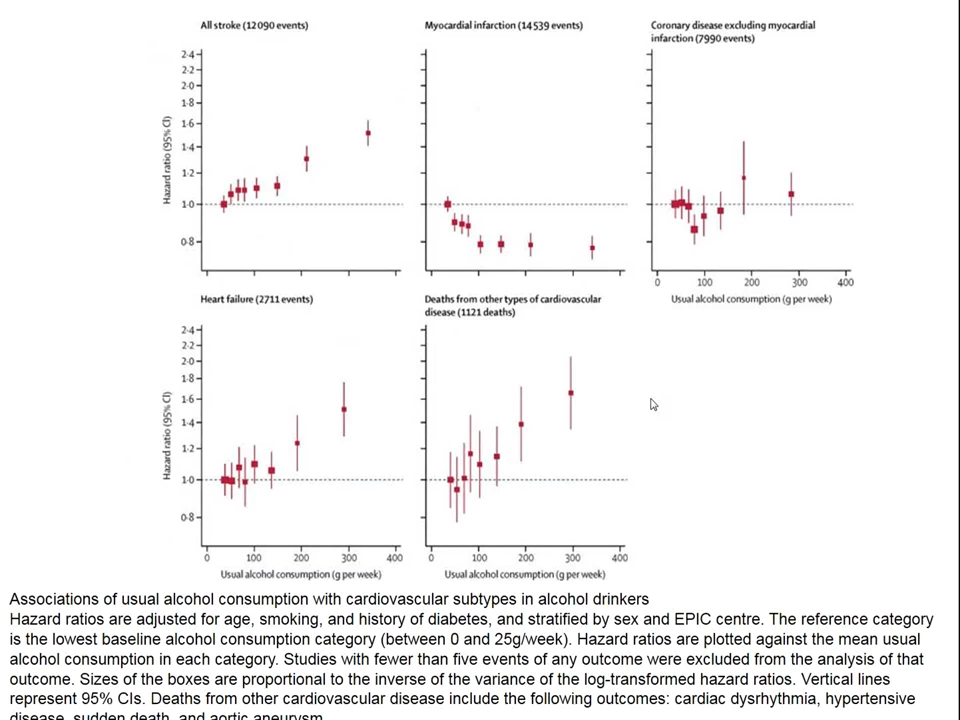 All stroke (12 090 events)
Myocardial infarction (14 539 events)
Coronary disease excluding myocardial
infarction (7990 events)
2·4
2·2
2·0
1·8
1·6
1·4
1·2
1·0
0·8
Hazard ratio (95% CI)
0
100
200
300
400
Usual alcohol consumption (g per week)
Heart failure (2711 events)
Deaths from other types of cardiovascular
disease (1121 deaths)
2·4
2·2
2·0
1·8
1·6
1·4
1·2
1·0
0·8
Hazard ratio (95% CI)
0
100
200
300
400
Usual alcohol consumption (g per week)
0
100
200
300
400
Usual alcohol consumption (g per week)
Associations of usual alcohol consumption with cardiovascular subtypes in alcohol drinkers
Hazard ratios are adjusted for age, smoking, and history of diabetes, and stratified by sex and EPIC centre. The reference category
is the lowest baseline alcohol consumption category (between 0 and 25g/week). Hazard ratios are plotted against the mean usual
alcohol consumption in each category. Studies with fewer than five events of any outcome were excluded from the analysis of that
outcome. Sizes of the boxes are proportional to the inverse of the variance of the log-transformed hazard ratios. Vertical lines
represent 95% CIs. Deaths from other cardiovascular disease include the following outcomes: cardiac dysrhythmia, hypertensive
disease, sudden death, and aortic aneurysm